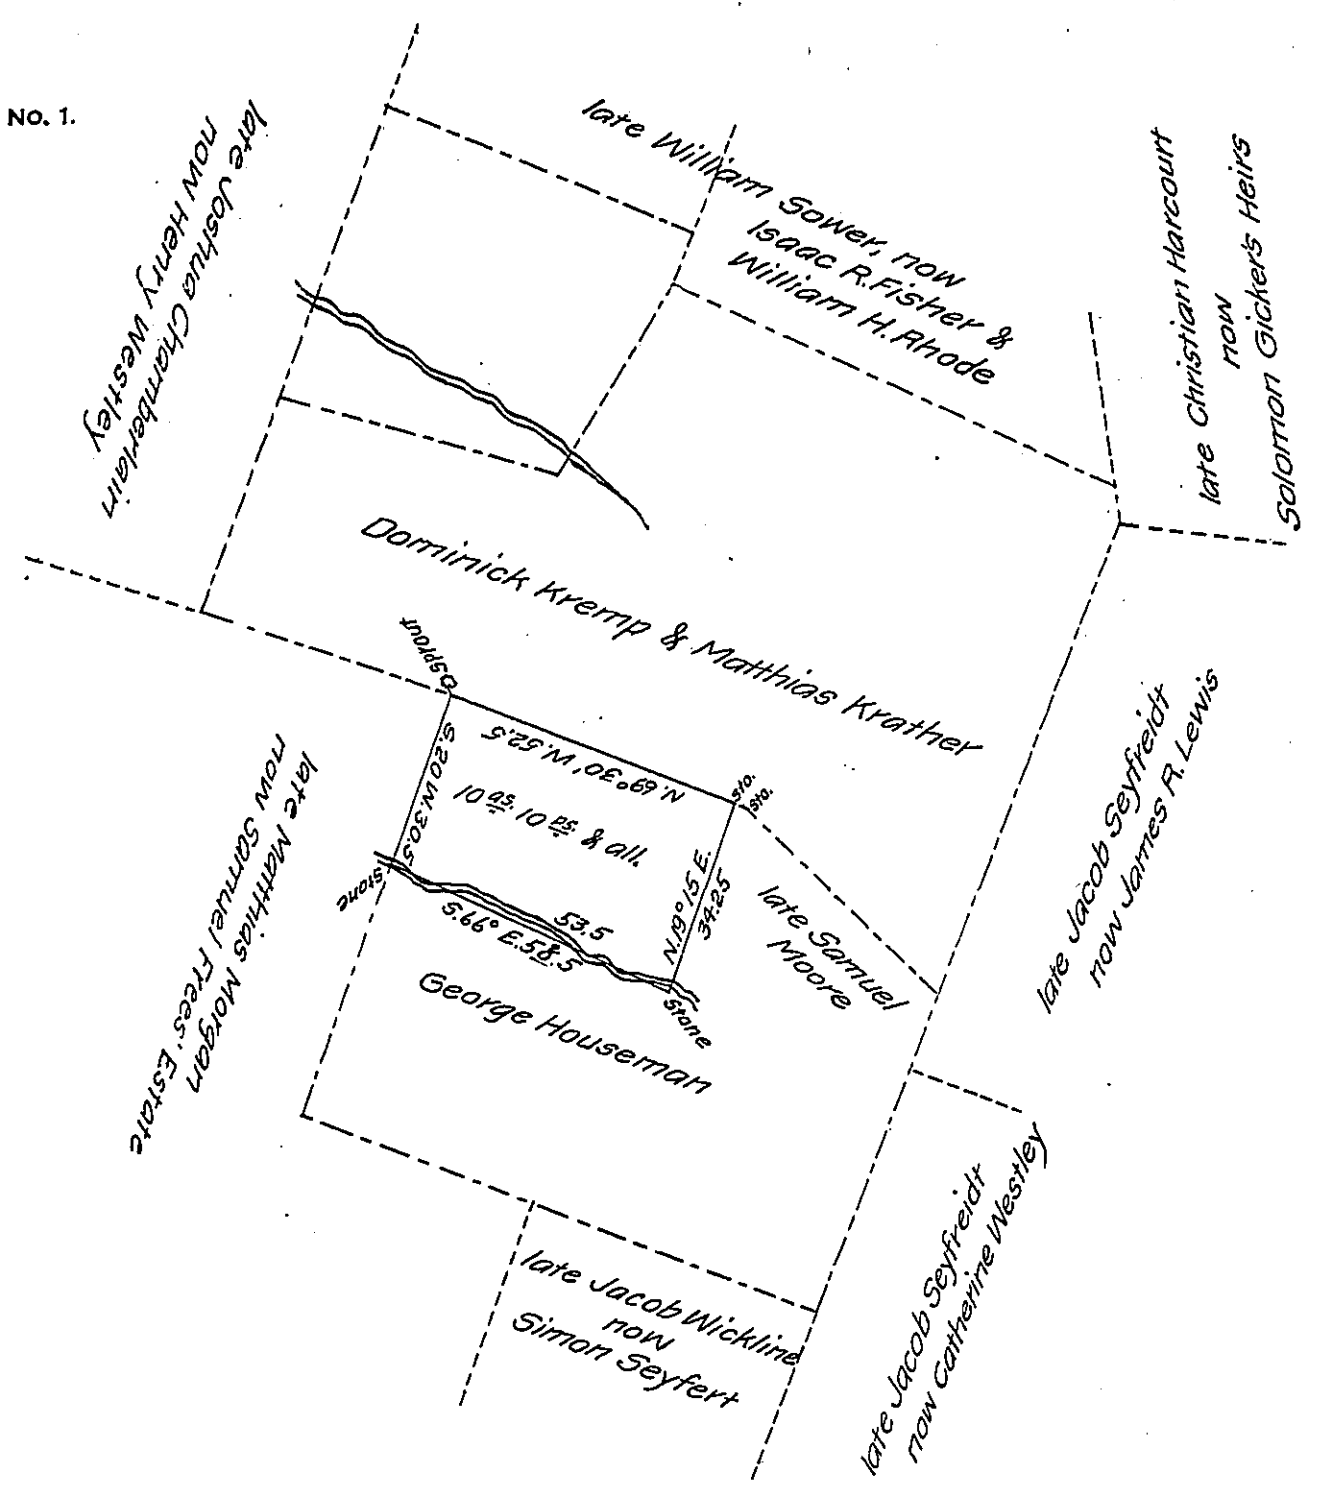 No. 1.
late Joshua Chamberlain
now Henry Westley
late William Sower, now
Isaac R. Fisher &
William H. Rhode
late Christian Harcourt
now
Solomon Gicker's Heirs
Dominick Kremp & Matthias Krather
O. Sprout
N. 69° 30' W. 52.5
S. 20 W. 30.5
10 as. 10 ps. & all.
Sto.
Sto.
N. 19° 15 E.
34.25
Stone
53.5
S. 66° E. 58.5
Stone
George Houseman
late Samuel
Moore
late Jacob Seyfreidt
now James R. Lewis
late Matthias Morgan
now Samuel Frees' Estate
late Jacob Wickline
now
Simon Seyfert
late Jacob Seyfreidt
now Catherine Westley